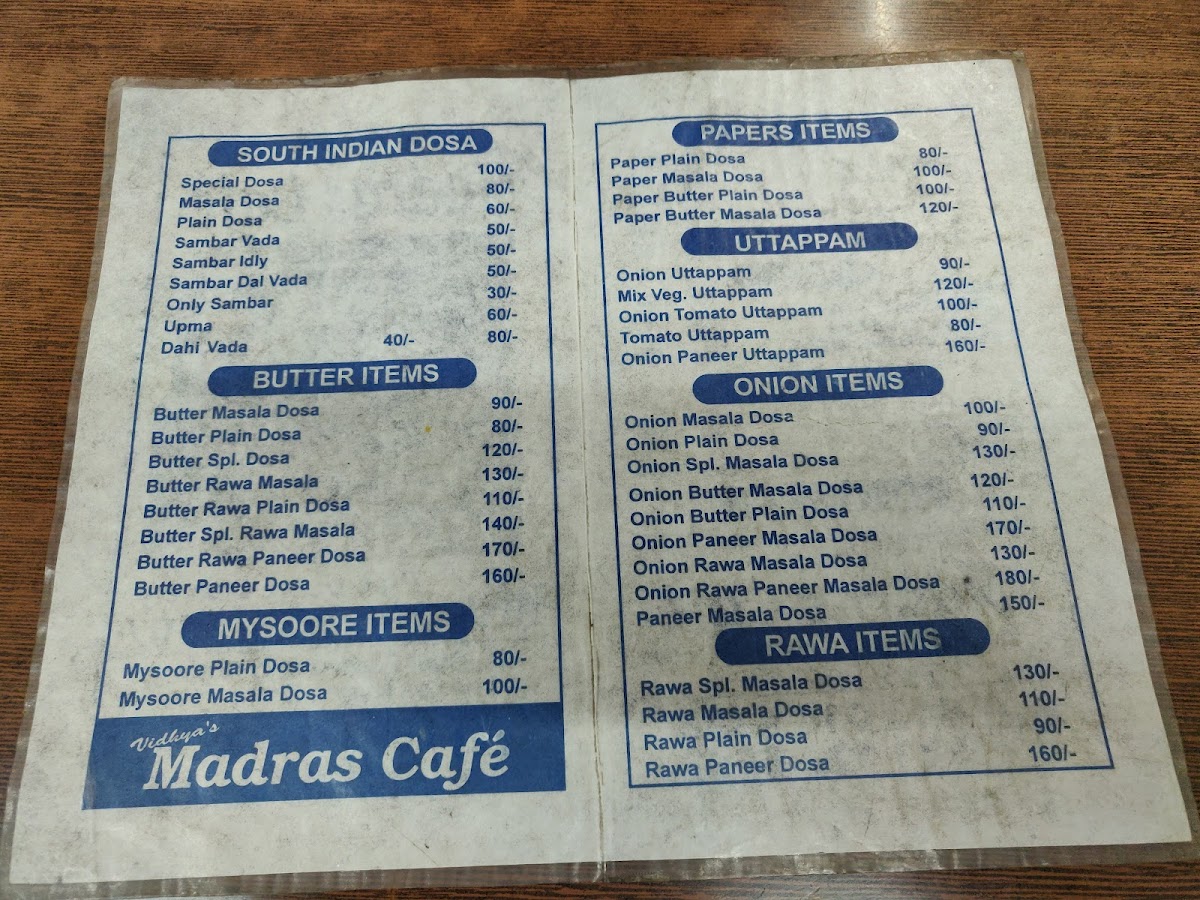 SOUTH INDIAN DOSA
Special Dosa 100/-
Masala Dosa 80/-
Plain Dosa 60/-
Sambar Vada 50/-
Sambar Idly 50/-
Sambar Dal Vada 50/-
Only Sambar 30/-
Upma 60/-
Dahi Vada 40/- 80/-
BUTTER ITEMS
Butter Masala Dosa 90/-
Butter Plain Dosa 80/-
Butter Spl. Dosa 120/-
Butter Rawa Masala 130/-
Butter Rawa Plain Dosa 110/-
Butter Spl. Rawa Masala 140/-
Butter Rawa Paneer Dosa 170/-
Butter Paneer Dosa 160/-
MYSOORE ITEMS
Mysoore Plain Dosa 80/-
Mysoore Masala Dosa 100/-
Vidhya's
Madras Café
PAPERS ITEMS
Paper Plain Dosa 80/-
Paper Masala Dosa 100/-
Paper Butter Plain Dosa 100/-
Paper Butter Masala Dosa 120/-
UTTAPPAM
Onion Uttappam 90/-
Mix Veg. Uttappam 120/-
Onion Tomato Uttappam 100/-
Tomato Uttappam 80/-
Onion Paneer Uttappam 160/-
ONION ITEMS
Onion Masala Dosa 100/-
Onion Plain Dosa 90/-
Onion Spl. Masala Dosa 130/-
Onion Butter Masala Dosa 120/-
Onion Butter Plain Dosa 110/-
Onion Paneer Masala Dosa 170/-
Onion Rawa Masala Dosa 130/-
Onion Rawa Paneer Masala Dosa 180/-
Paneer Masala Dosa 150/-
RAWA ITEMS
Rawa Spl. Masala Dosa 130/-
Rawa Masala Dosa 110/-
Rawa Plain Dosa 90/-
Rawa Paneer Dosa 160/-